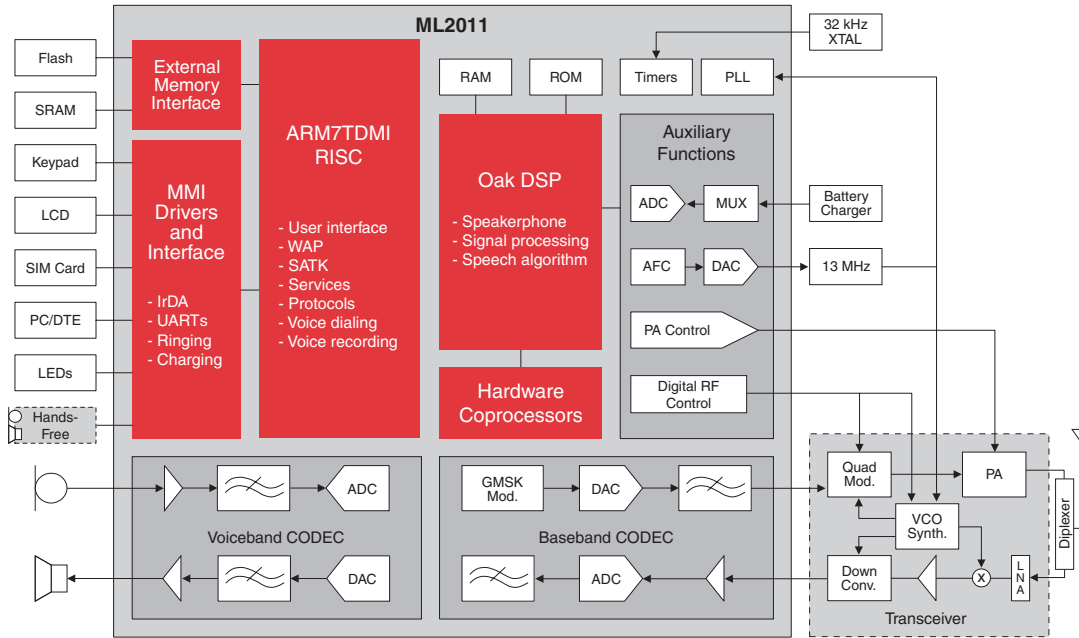 ML2011
32 kHz
XTAL
Flash
SRAM
Keypad
LCD
SIM Card
PC/DTE
LEDs
Hands-
Free
External
Memory
Interface
MMI
Drivers
and
Interface
- IrDA
- UARTs
- Ringing
- Charging
ARM7TDMI
RISC
- User interface
- WAP
- SATK
- Services
- Protocols
- Voice dialing
- Voice recording
RAM
ROM
Timers
PLL
Oak DSP
- Speakerphone
- Signal processing
- Speech algorithm
Hardware
Coprocessors
Auxiliary
Functions
ADC
MUX
Battery
Charger
AFC
DAC
13 MHz
PA Control
Digital RF
Control
ADC
Voiceband CODEC
DAC
GMSK
Mod.
DAC
Baseband CODEC
ADC
Quad
Mod.
PA
VCO
Synth.
Diplexer
Down
Conv.
X
L
N
A
Transceiver